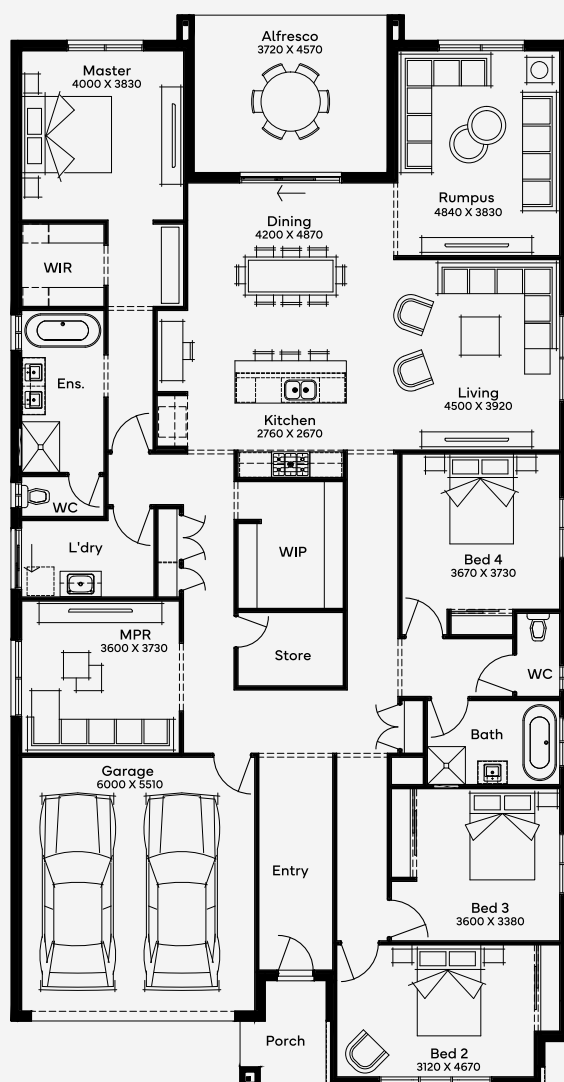 Alfresco
3720 X 4570
Master
4000 X 3830
Rumpus
4840 X 3830
Dining
4200 X 4870
WIR
Ens.
Living
4500 X 3920
Kitchen
2760 X 2670
WC
L'dry
WIP
Bed 4
3670 X 3730
MPR
3600 X 3730
Store
WC
Bath
Garage
6000 X 5510
Entry
Bed 3
3600 X 3380
Porch
Bed 2
3120 X 4670